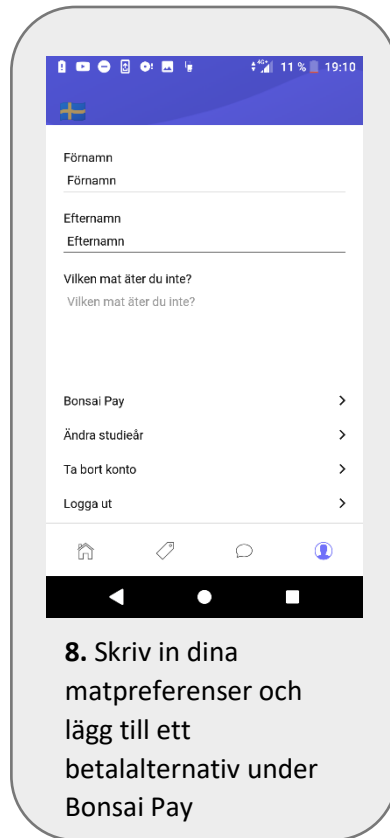 4G+ 11 % 19:10
Förnamn
Förnamn
Efternamn
Efternamn
Vilken mat äter du inte?
Vilken mat äter du inte?
Bonsai Pay
Ändra studieår
Ta bort konto
Logga ut
8. Skriv in dina
matpreferenser och
lägg till ett
betalalternativ under
Bonsai Pay